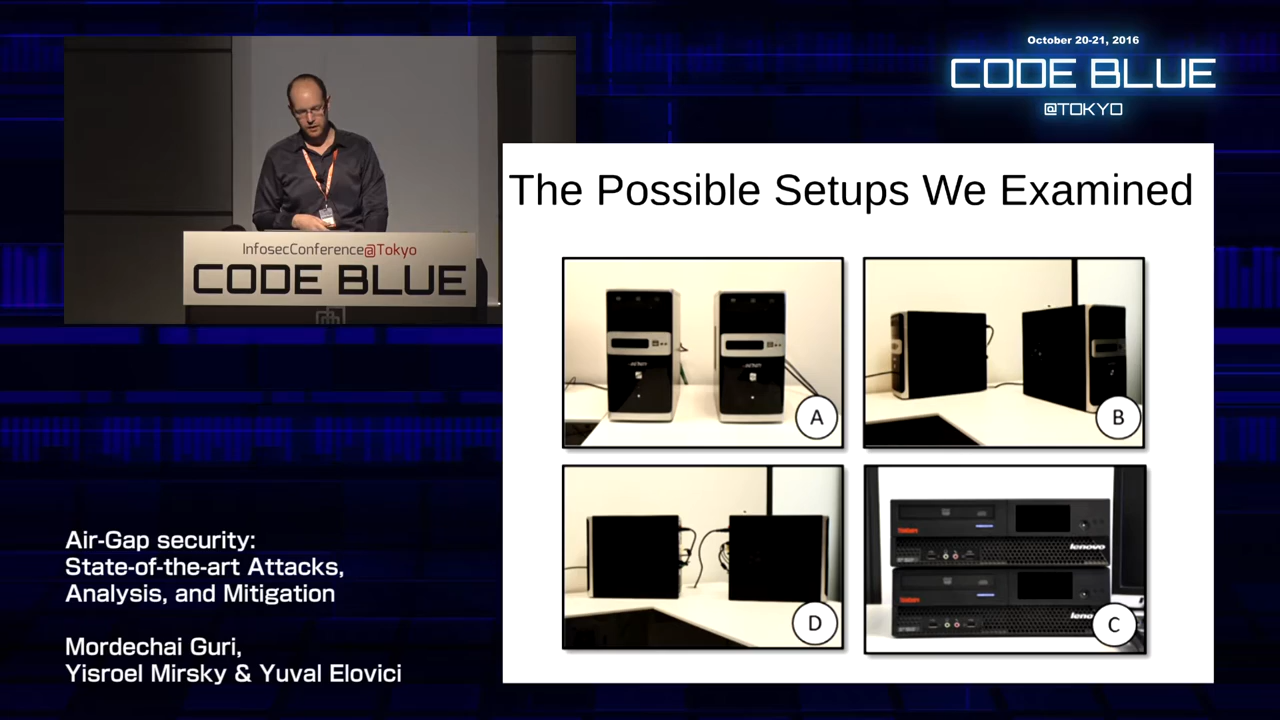 October 20-21, 2016
CODE BLUE
@TOKYO
InfosecConference@Tokyo
CODE BLUE
The Possible Setups We Examined
A
B
D
lenovo
C
Air-Gap security:
State-of-the-art Attacks,
Analysis, and Mitigation
Mordechai Guri,
Yisroel Mirsky & Yuval Elovici